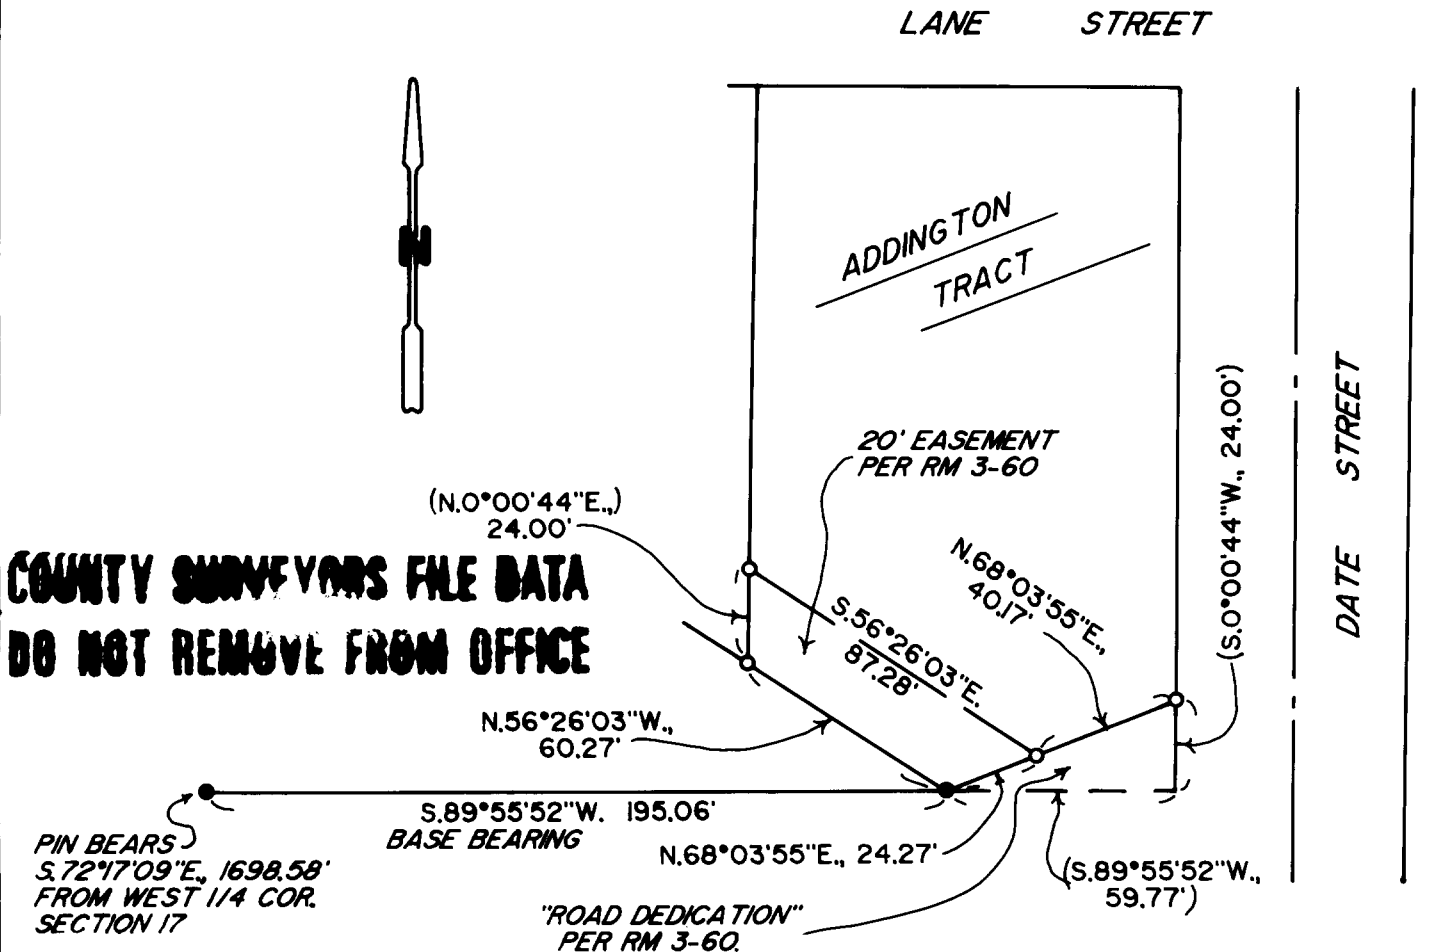 LANE STREET
N
ADDINGTON
TRACT
DATE STREET
(S.0°00'44"W., 24.00')
20' EASEMENT
PER RM 3-60
(N.0°00'44"E.,)
24.00'
N.68°03'55"E.,
40.17'
COUNTY SURVEYORS FILE DATA
DO NOT REMOVE FROM OFFICE
S.56°26'03"E.
87.28'
N.56°26'03"W.,
60.27'
S.89°55'52"W. 195.06'
BASE BEARING
PIN BEARS
S.72°17'09"E., 1698.58'
FROM WEST 1/4 COR.
SECTION 17
N.68°03'55"E., 24.27'
(S.89°55'52"W.,
59.77')
"ROAD DEDICATION"
PER RM 3-60.